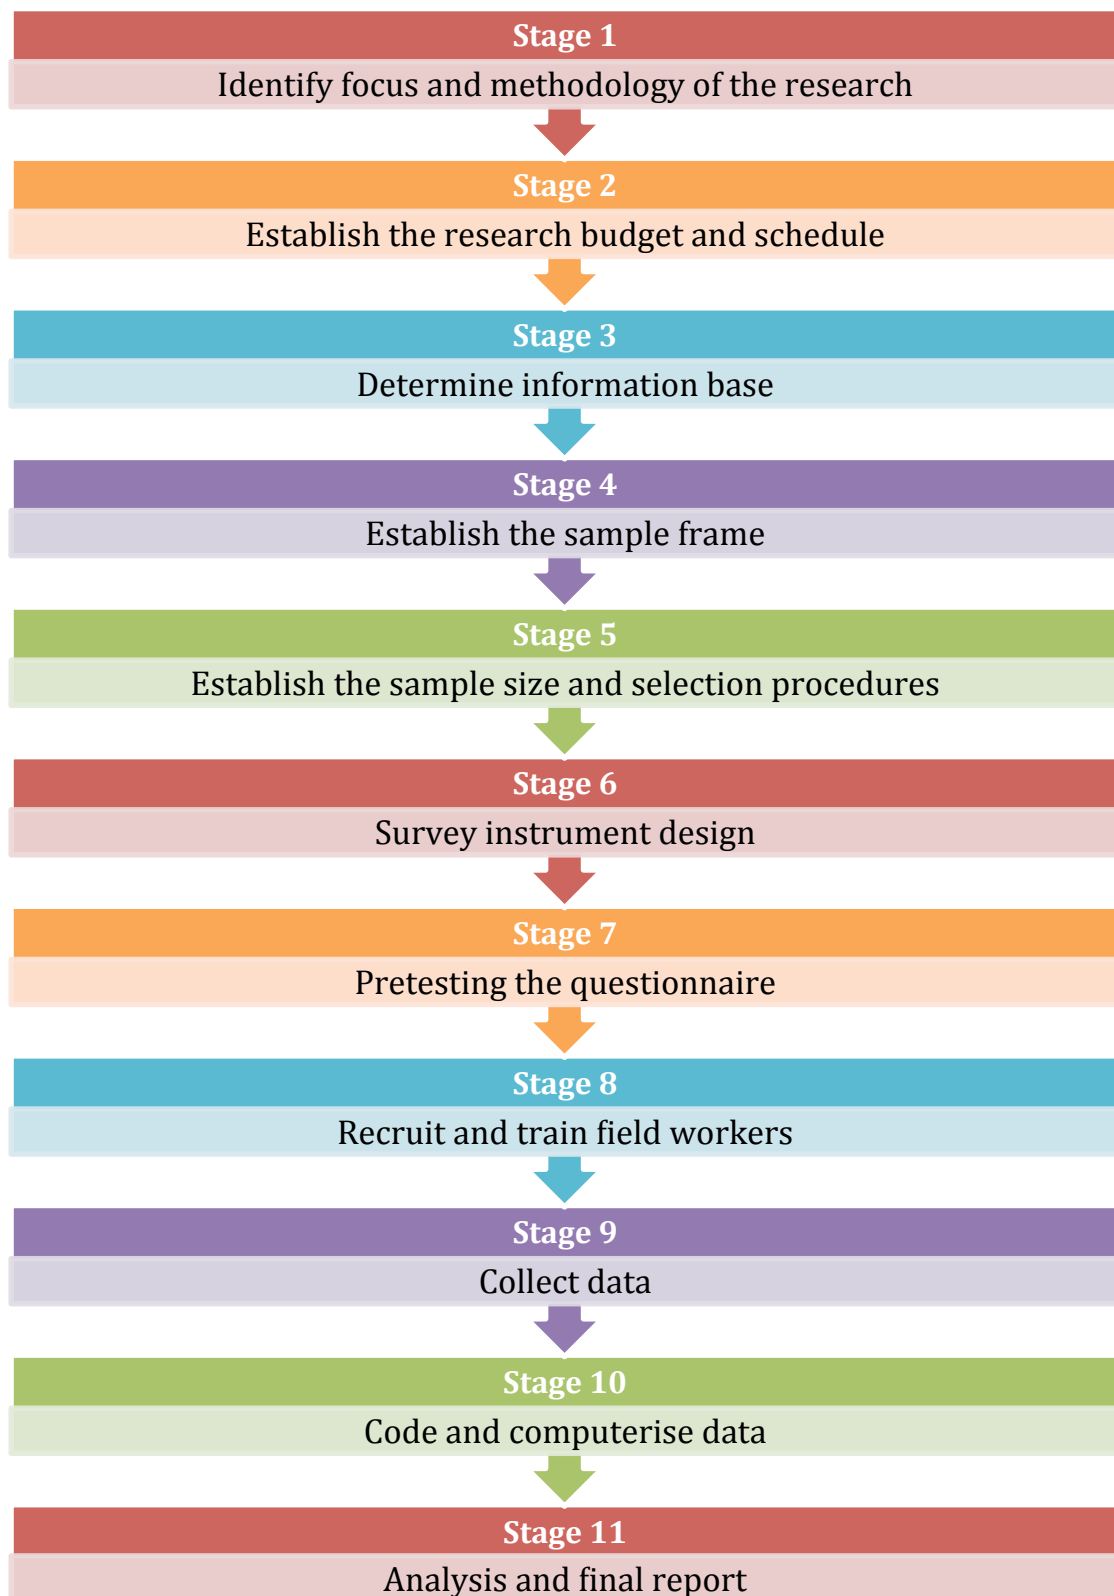 Stage 1
Identify focus and methodology of the research
Stage 2
Establish the research budget and schedule
Stage 3
Determine information base
Stage 4
Establish the sample frame
Stage 5
Establish the sample size and selection procedures
Stage 6
Survey instrument design
Stage 7
Pretesting the questionnaire
Stage 8
Recruit and train field workers
Stage 9
Collect data
Stage 10
Code and computerise data
Stage 11
Analysis and final report